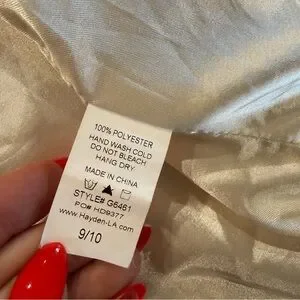 100% POLYESTER
HAND WASH COLD
DO NOT BLEACH
HANG DRY
MADE IN CHINA
STYLE# G6461
PO# HD9377
www.Hayden-LA.com
9/10